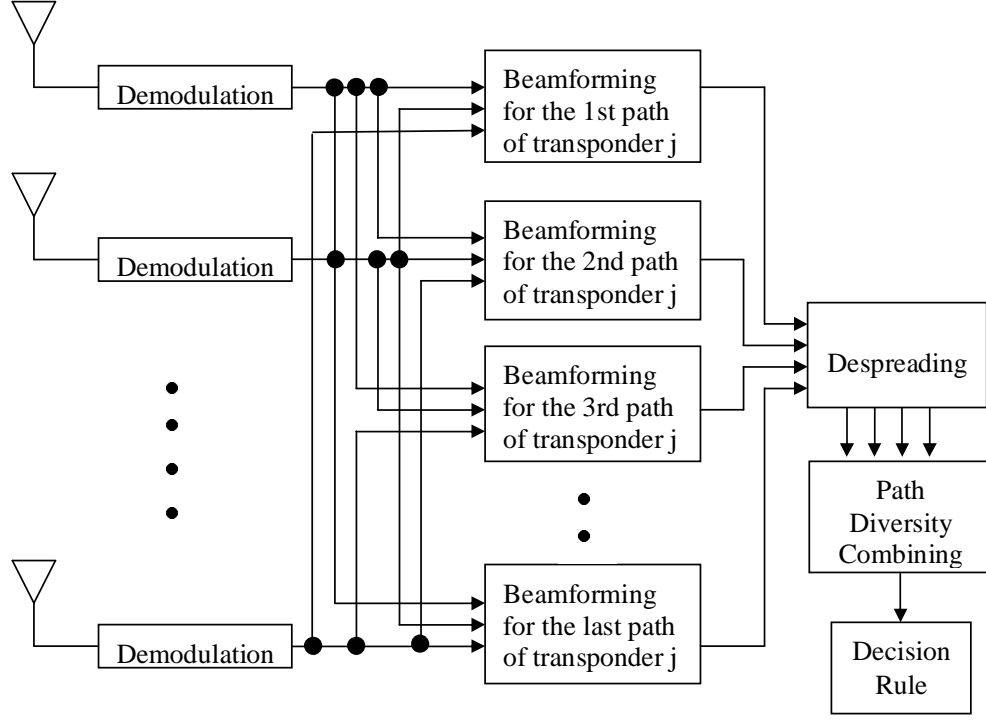 Demodulation
Beamforming
for the 1st path
of transponder j
Demodulation
Beamforming
for the 2nd path
of transponder j
Beamforming
for the 3rd path
of transponder j
Despreading
Path
Diversity
Combining
Demodulation
Beamforming
for the last path
of transponder j
Decision
Rule